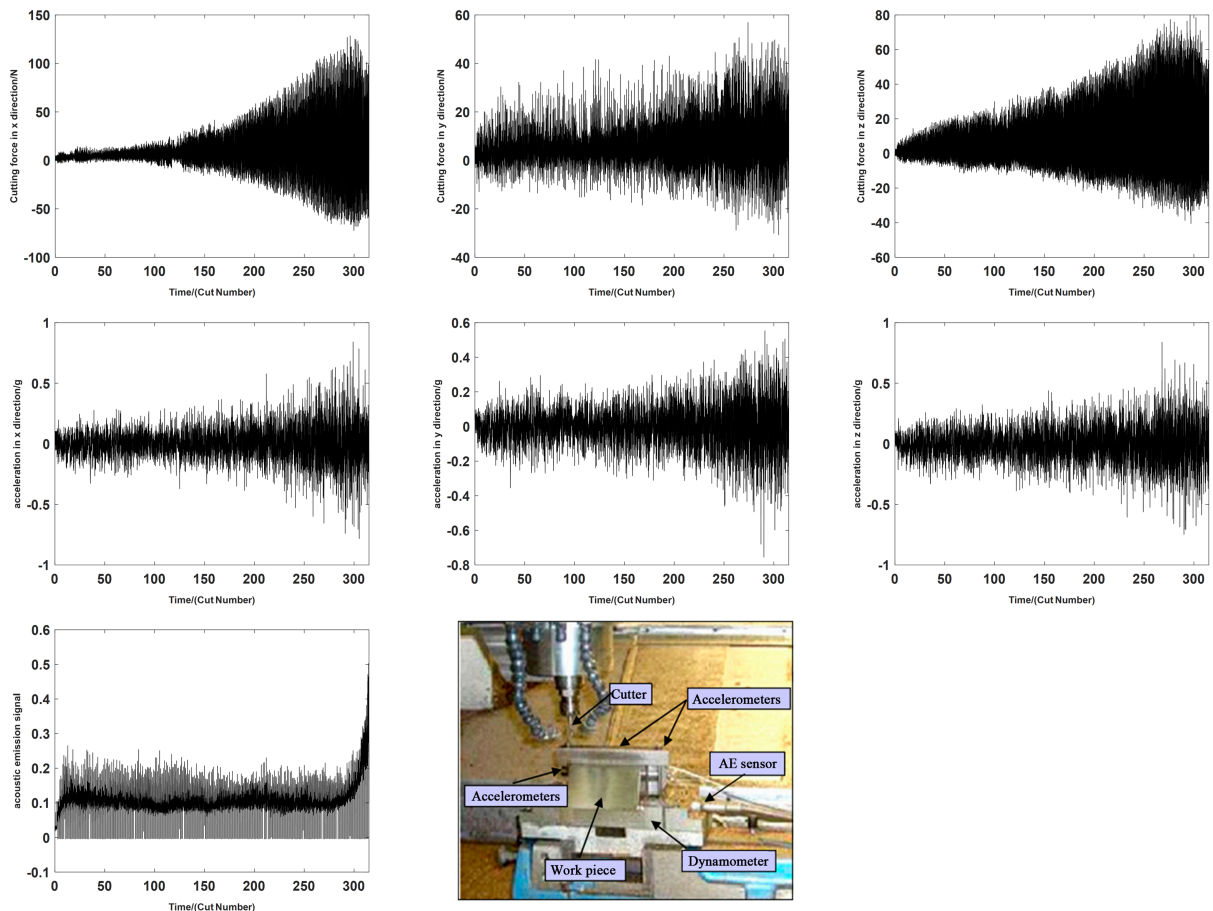 150
100
50
0
-50
-100
0 50 100 150 200 250 300
Time/(Cut Number)
Cutting force in x direction/N
60
40
20
0
-20
-40
0 50 100 150 200 250 300
Time/(Cut Number)
Cutting force in y direction/N
80
60
40
20
0
-20
-40
-60
0 50 100 150 200 250 300
Time/(Cut Number)
Cutting force in z direction/N
1
0.5
0
-0.5
-1
0 50 100 150 200 250 300
Time/(Cut Number)
acceleration in x direction/g
0.6
0.4
0.2
0
-0.2
-0.4
-0.6
-0.8
0 50 100 150 200 250 300
Time/(Cut Number)
acceleration in y direction/g
1
0.5
0
-0.5
-1
0 50 100 150 200 250 300
Time/(Cut Number)
acceleration in z direction/g
0.6
0.5
0.4
0.3
0.2
0.1
0
-0.1
0 50 100 150 200 250 300
Time/(Cut Number)
acoustic emission signal
Cutter
Accelerometers
AE sensor
Accelerometers
Dynamometer
Work piece